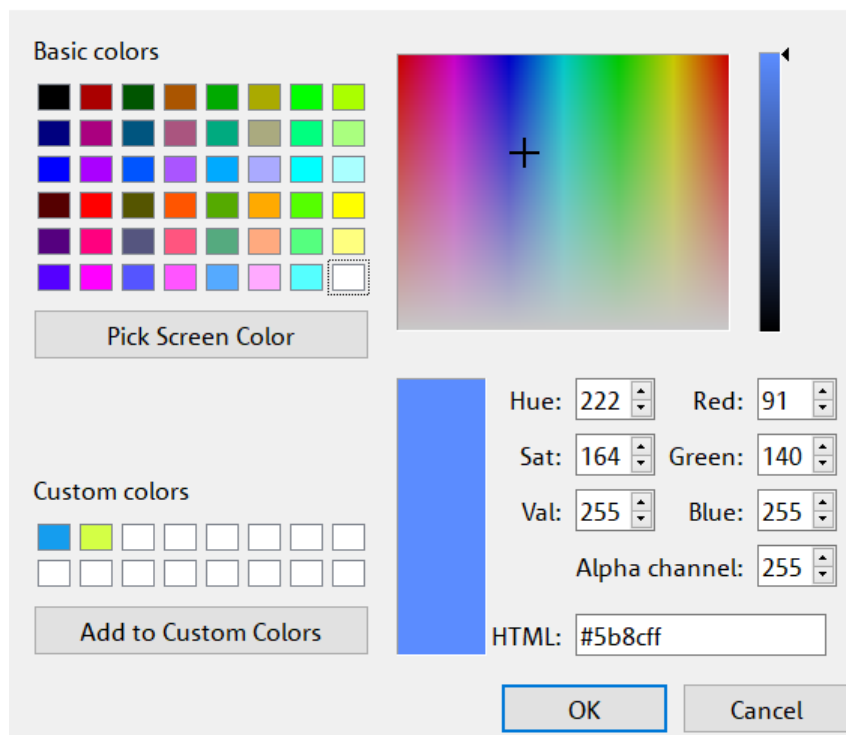 Basic colors
Pick Screen Color
Custom colors
Add to Custom Colors
Hue: 222 Red: 91
Sat: 164 Green: 140
Val: 255 Blue: 255
Alpha channel: 255
HTML: #5b8cff
OK Cancel